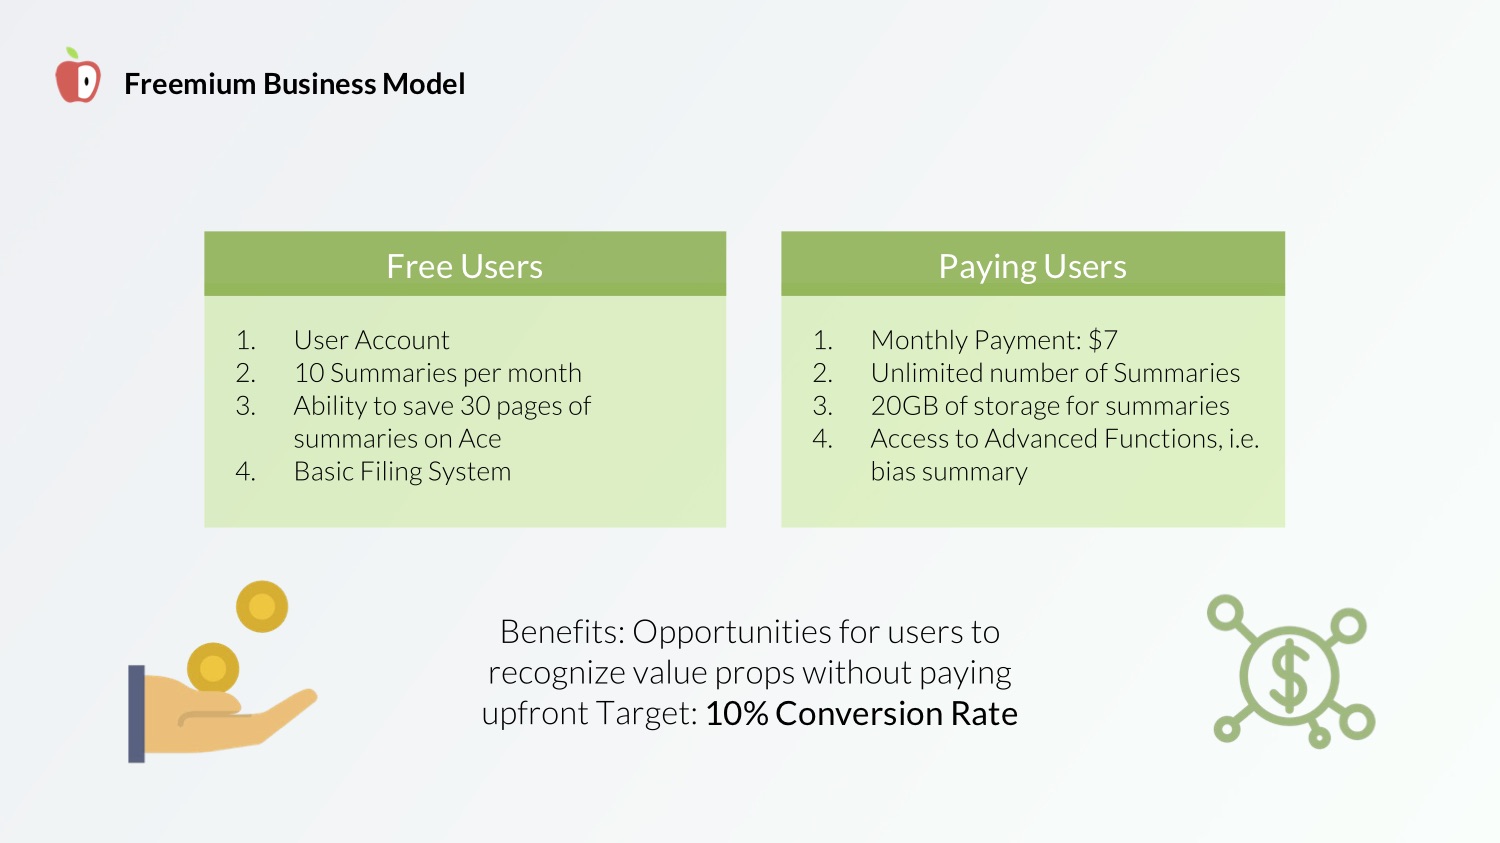 Freemium Business Model
Free Users
1. User Account
2. 10 Summaries per month
3. Ability to save 30 pages of
summaries on Ace
4. Basic Filing System
Paying Users
1. Monthly Payment: $7
2. Unlimited number of Summaries
3. 20GB of storage for summaries
4. Access to Advanced Functions, i.e.
bias summary
Benefits: Opportunities for users to
recognize value props without paying
upfront Target: 10% Conversion Rate
$